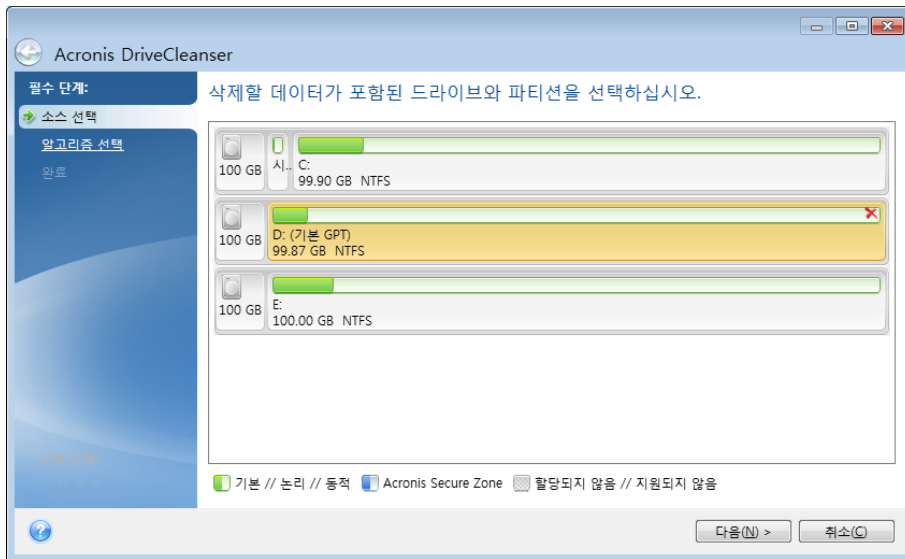 Acronis DriveCleanser
필수 단계:
소스 선택
알고리즘 선택
완료
삭제할 데이터가 포함된 드라이브와 파티션을 선택하십시오.
100 GB
시..
C:
99.90 GB NTFS
100 GB
D: (기본 GPT)
99.87 GB NTFS
100 GB
E:
100.00 GB NTFS
기본 // 논리 // 동적 Acronis Secure Zone 할당되지 않음 // 지원되지 않음
다음(N) > 취소(C)